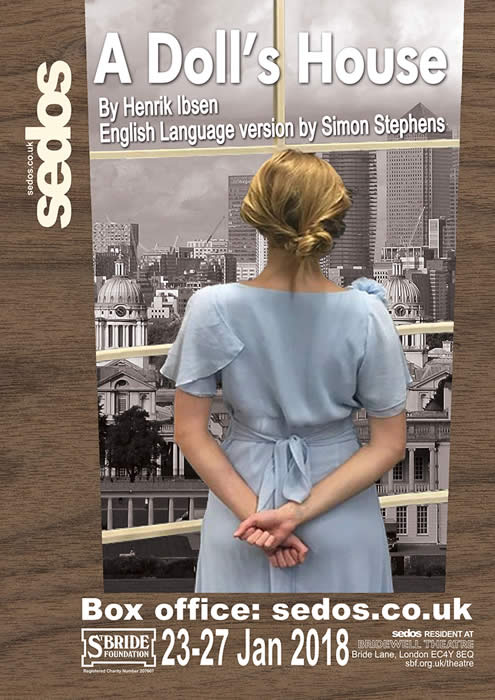 A Doll's House
By Henrik Ibsen
English Language version by Simon Stephens
sedos
sedos.co.uk
Box office: sedos.co.uk
ST BRIDE
FOUNDATION
Registered Charity Number 207607
23-27 Jan 2018
sedos RESIDENT AT
BRIDEWELL THEATRE
Bride Lane, London EC4Y 8EQ
sbf.org.uk/theatre